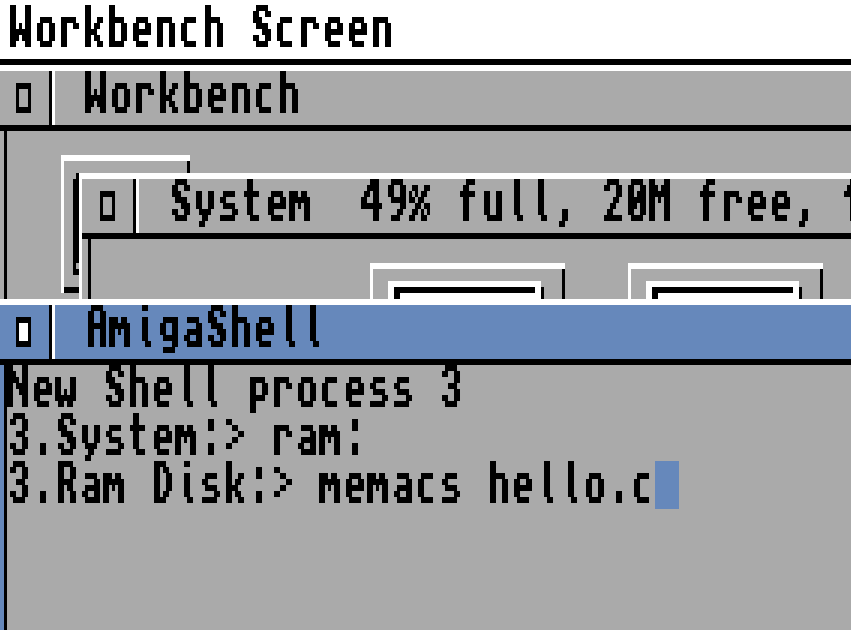 Workbench Screen
Workbench
System  49% full, 20M free,
AmigaShell
New Shell process 3
3.System:> ram:
3.Ram Disk:> memacs hello.c